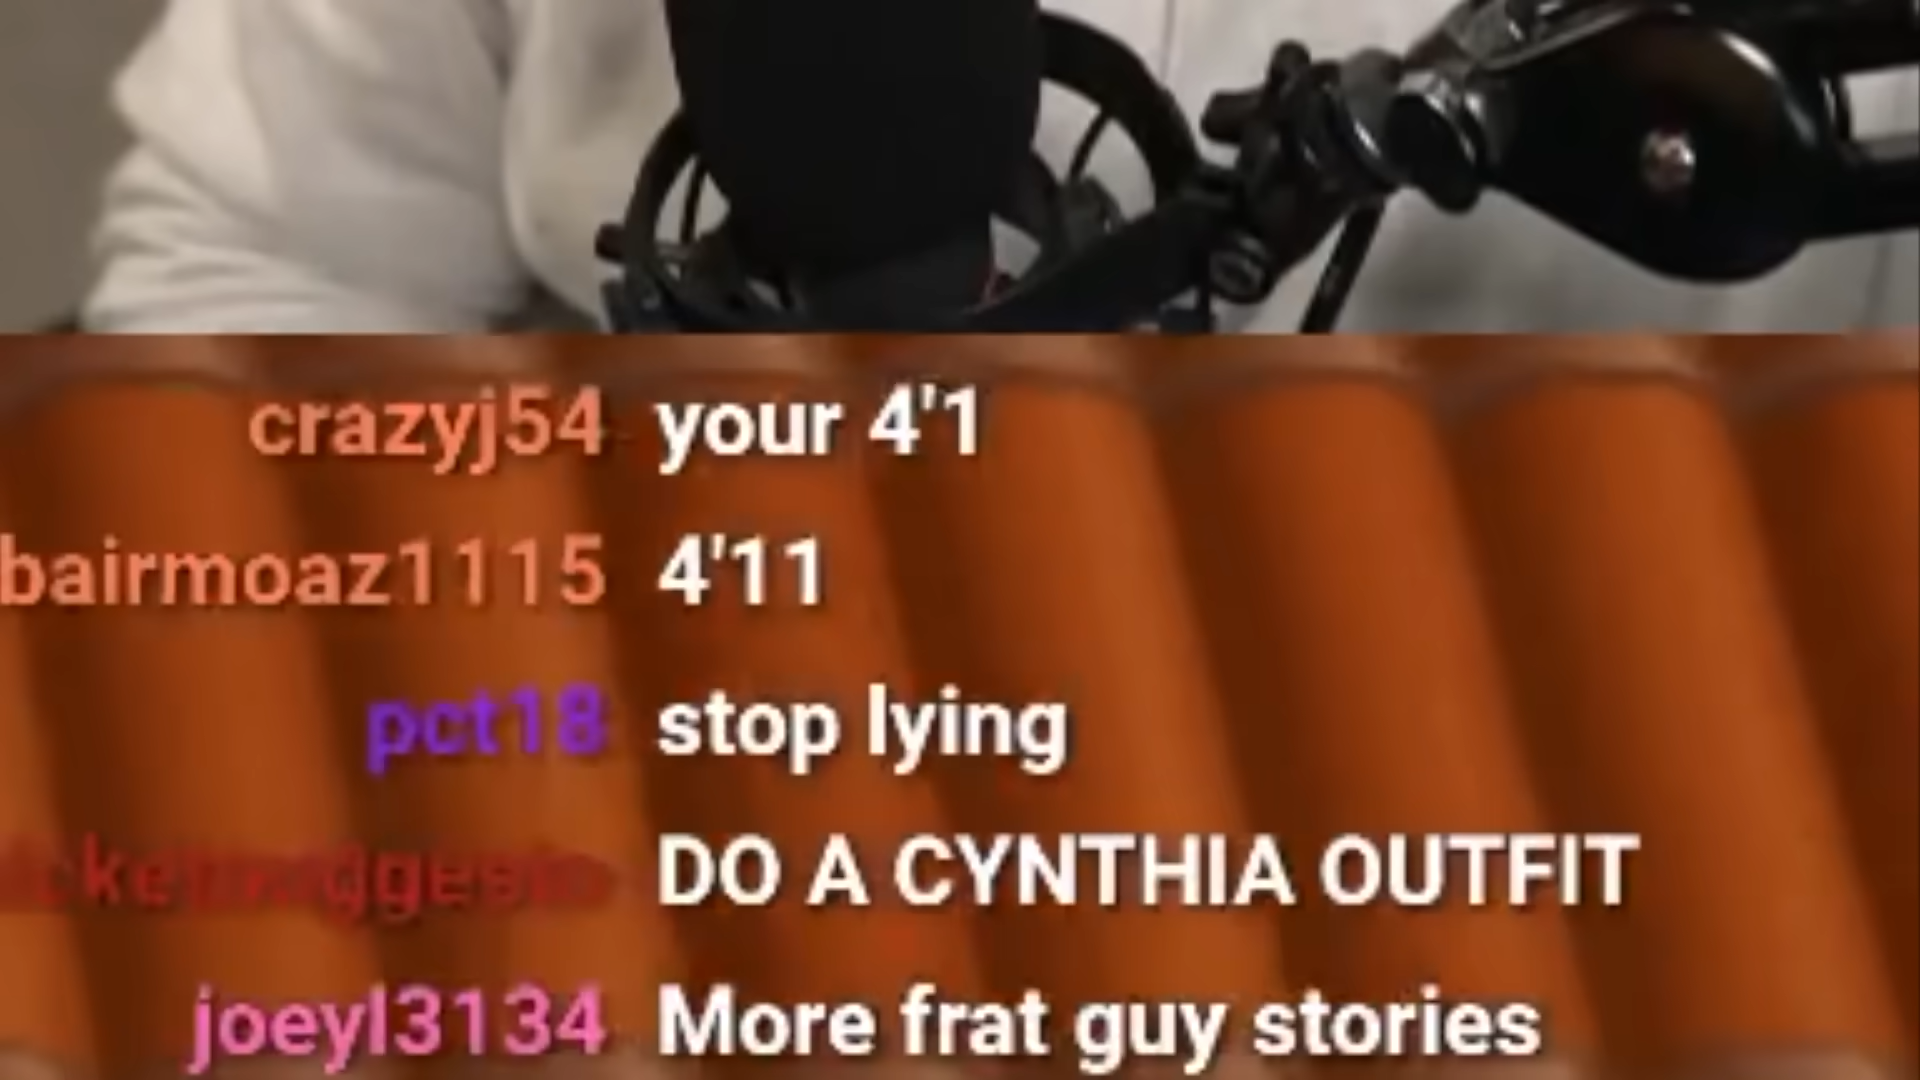 crazyj54 your 4'1
bairmoaz1115 4'11
pct18 stop lying
DO A CYNTHIA OUTFIT
joeyl3134 More frat guy stories